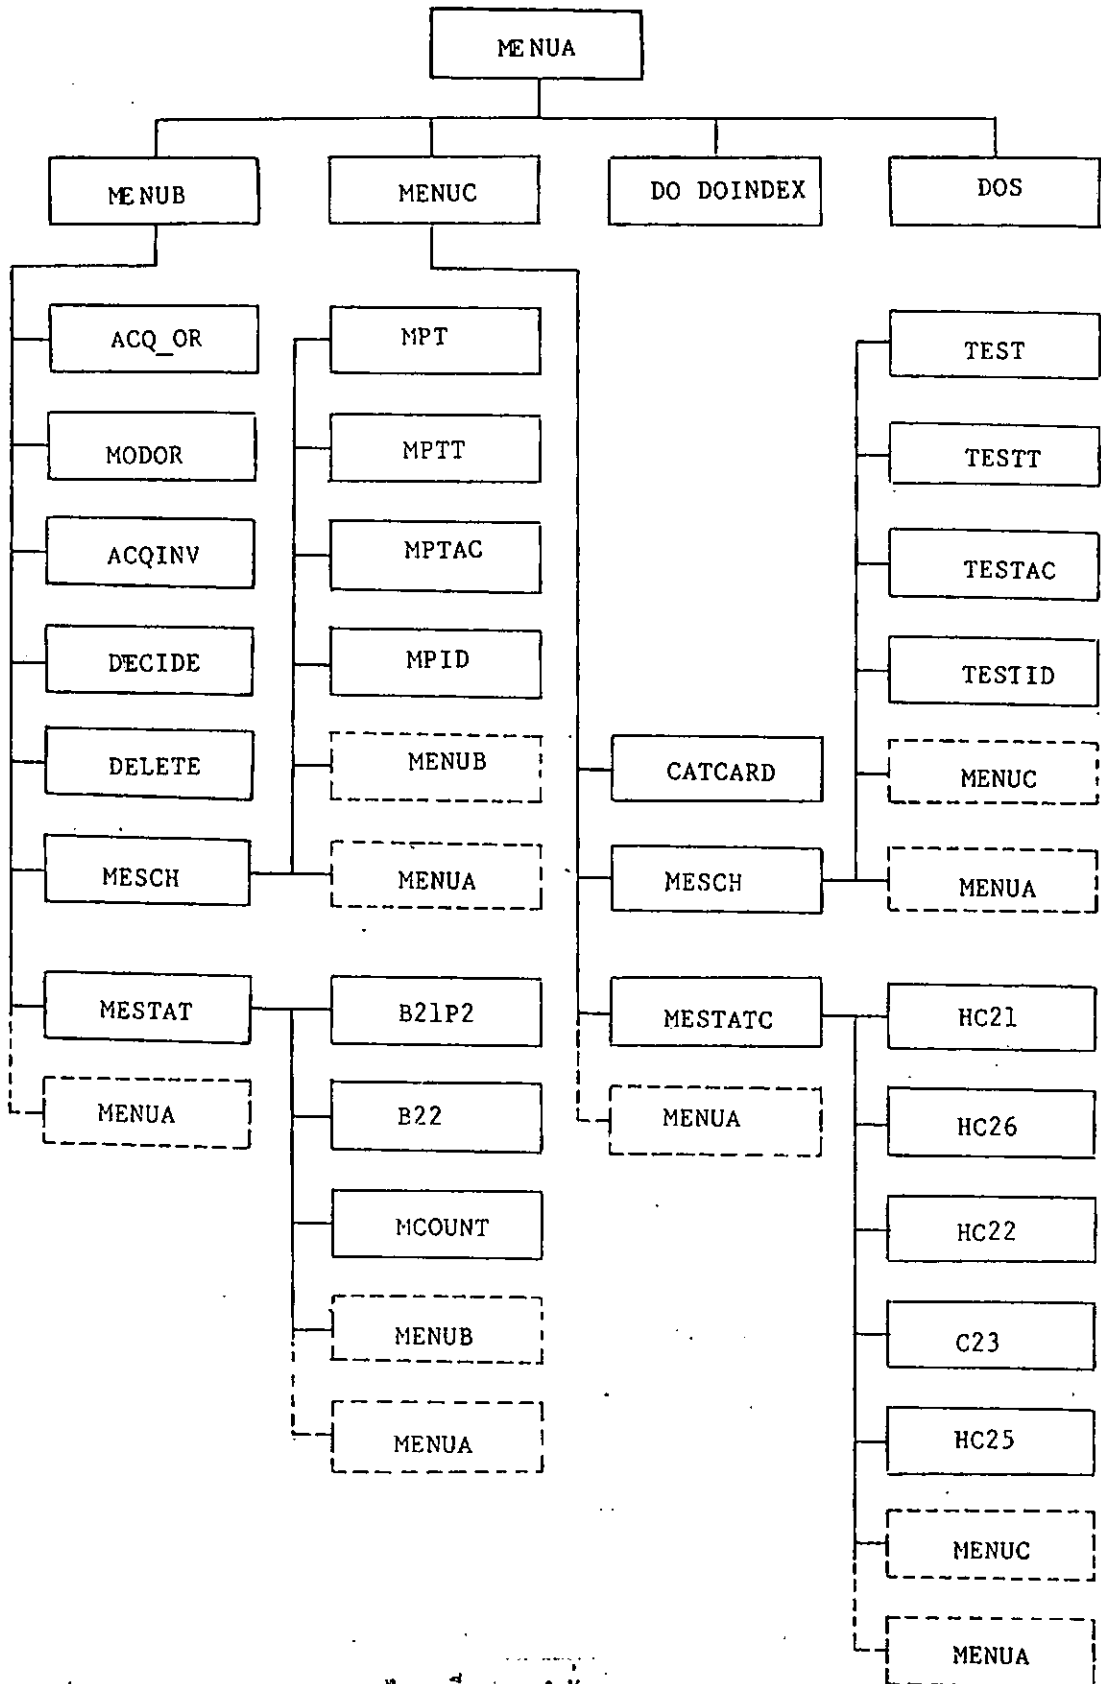 MENUA
MENUB
MENUC
DO DOINDEX
DOS
ACQ_OR
MODOR
ACQINV
DECIDE
DELETE
MESCH
MESTAT
MENUA
MPT
MPTT
MPTAC
MPID
MENUB
MENUA
B21P2
B22
MCOUNT
MENUB
MENUA
CATCARD
MESCH
MESTATC
MENUA
TEST
TESTT
TESTAC
TESTID
MENUC
MENUA
HC21
HC26
HC22
C23
HC25
MENUC
MENUA